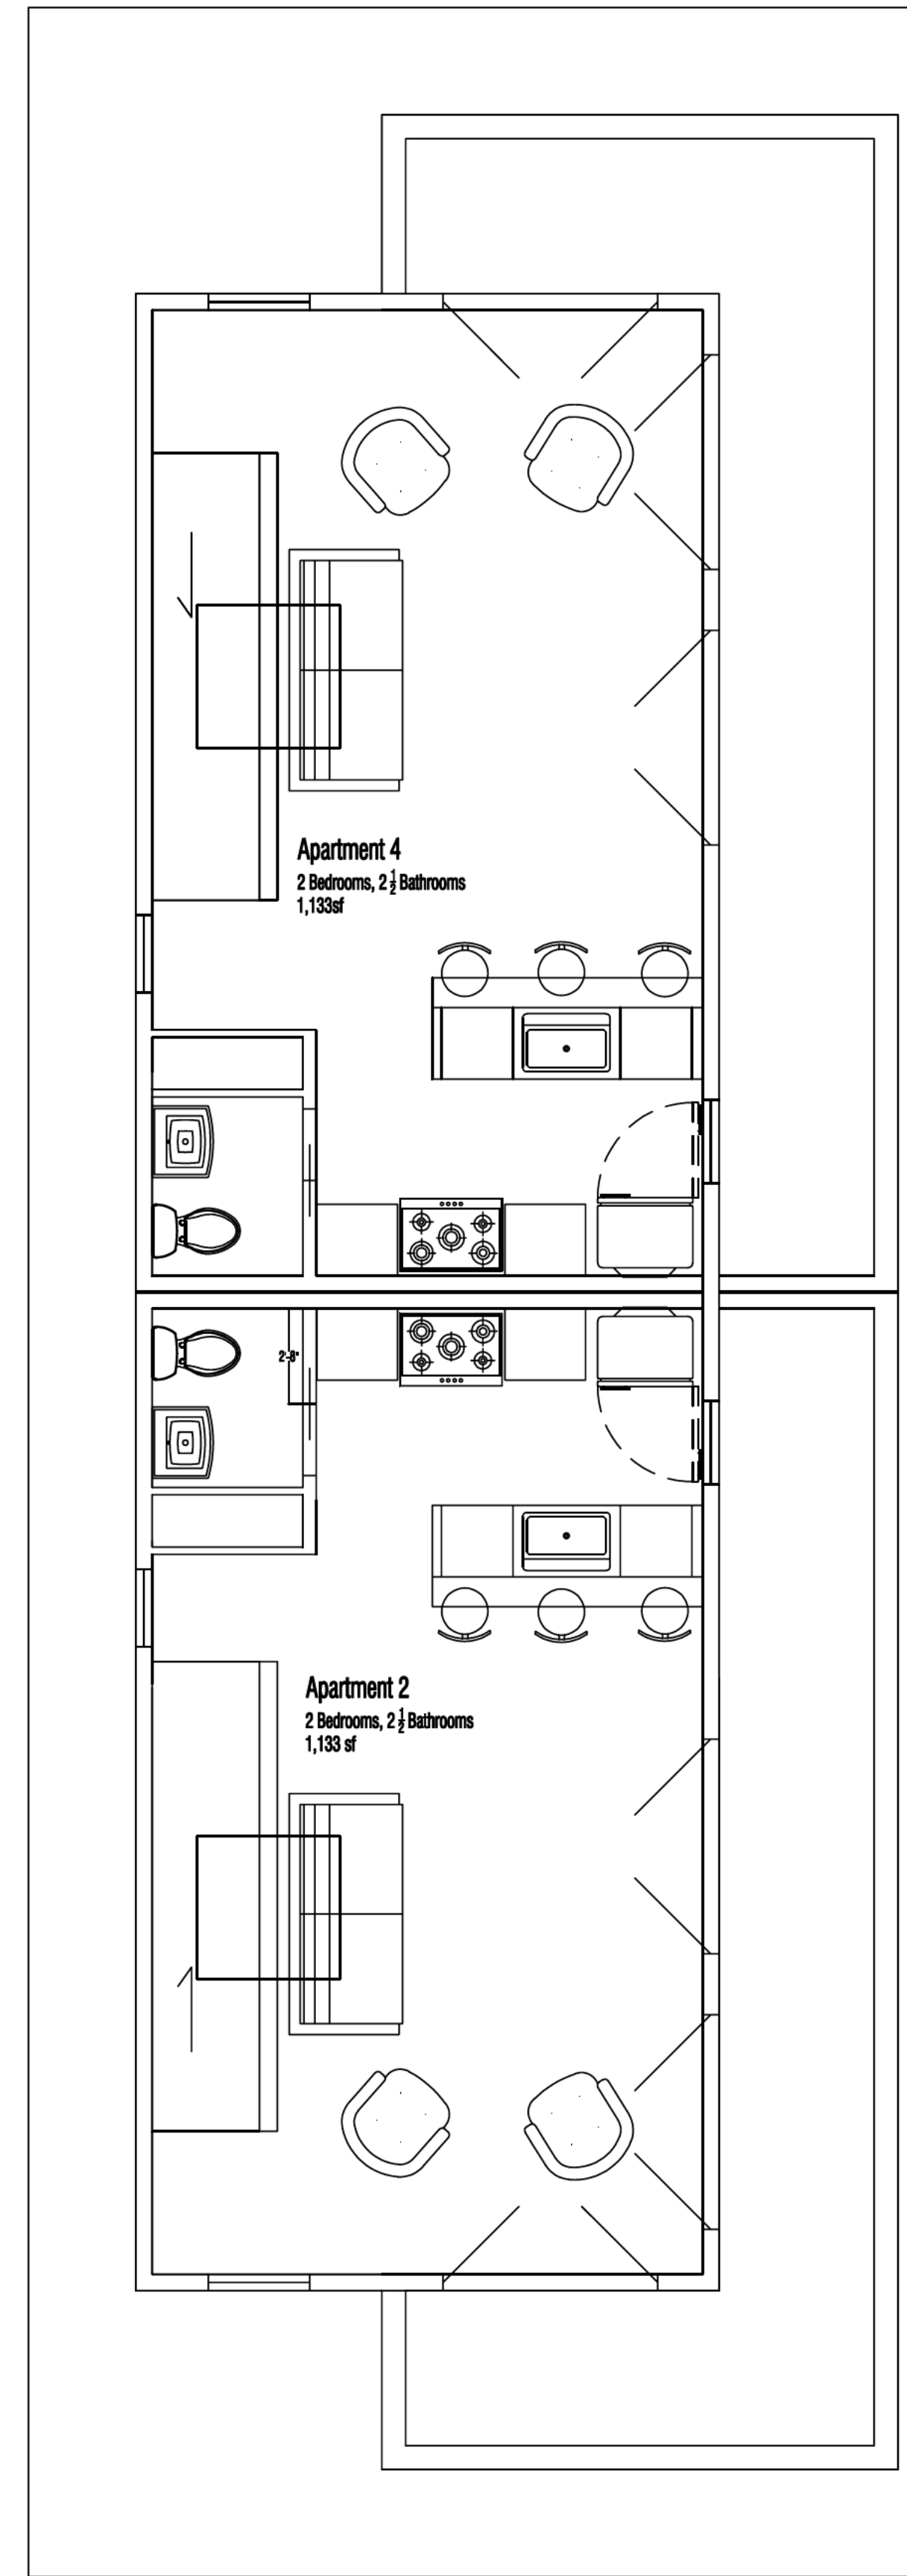 Apartment 4
2 Bedrooms, 2 ½ Bathrooms
1,133sf
2'-8"
Apartment 2
2 Bedrooms, 2 ½ Bathrooms
1,133 sf